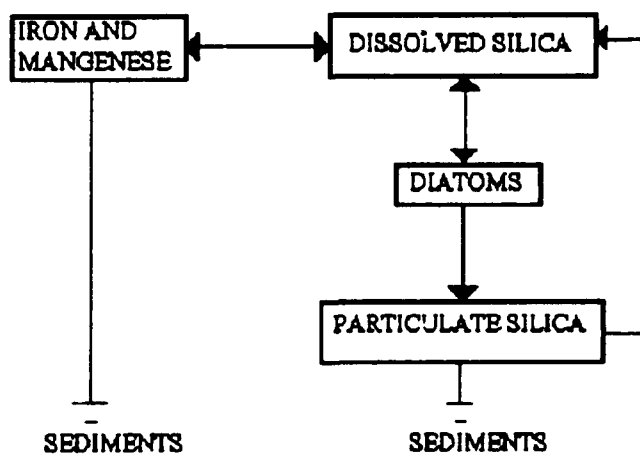 IRON AND
MANGENESE
DISSOLVED SILICA
DIATOMS
PARTICULATE SILICA
SEDIMENTS
SEDIMENTS